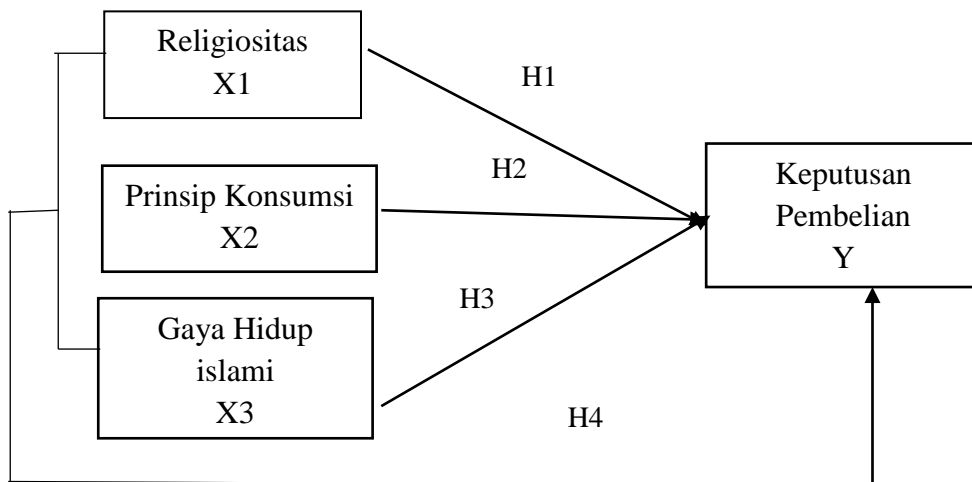 Religiositas
X1
H1
Prinsip Konsumsi
X2
H2
Gaya Hidup
islami
X3
H3
H4
Keputusan
Pembelian
Y